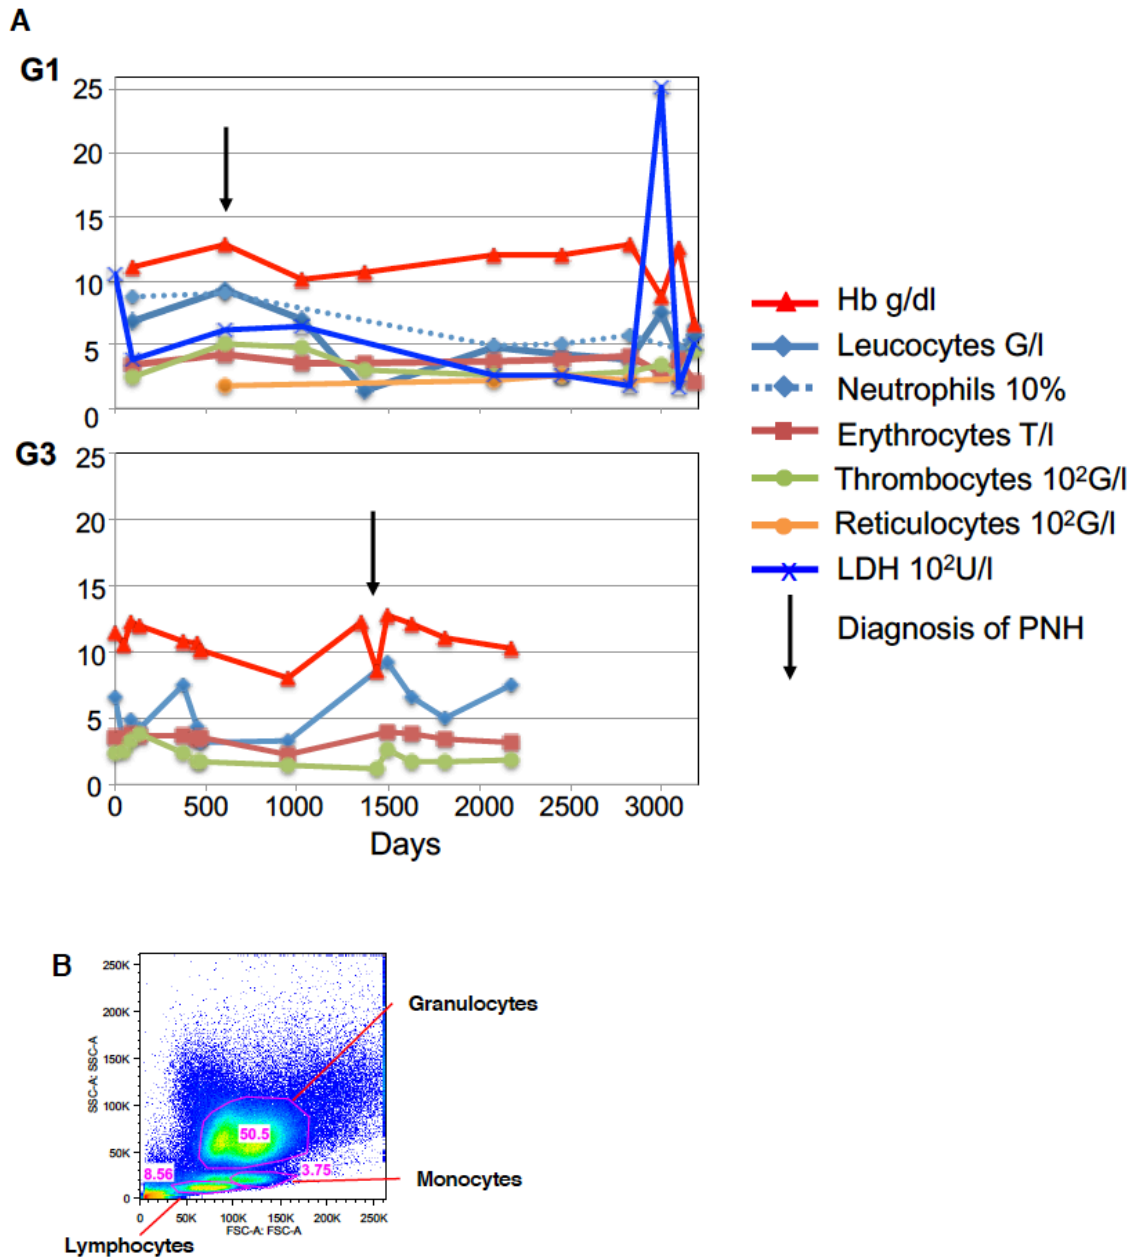 A
G1
25
20
15
10
5
0
Hb g/dl
Leucocytes G/l
Neutrophils 10%
Erythrocytes T/l
Thrombocytes 10²G/l
Reticulocytes 10²G/l
LDH 10²U/l
Diagnosis of PNH
G3
25
20
15
10
5
0
0 500 1000 1500 2000 2500 3000
Days
B
250K
200K
150K
100K
50K
0
SSC-A: SSC-A
50.5
8.56
3.75
0 50K 100K 150K 200K 250K
FSC-A: FSC-A
Granulocytes
Monocytes
Lymphocytes